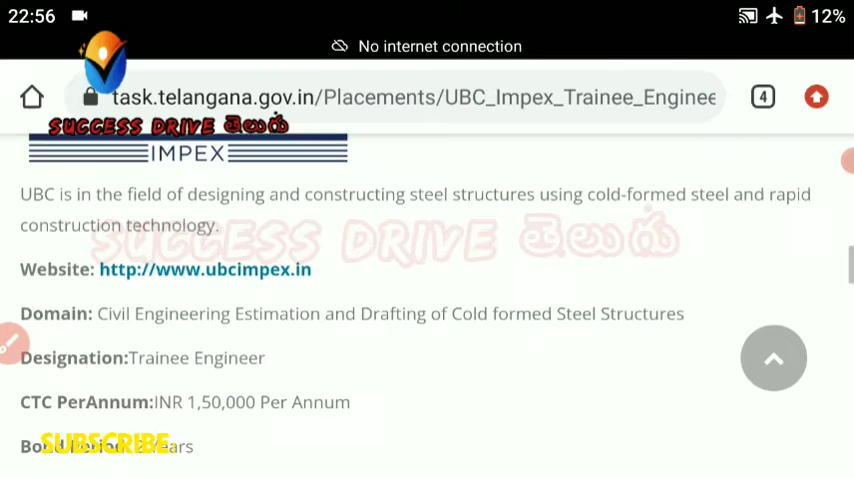 22:56
12%
No internet connection
task.telangana.gov.in/Placements/UBC_Impex_Trainee_Enginee
4
SUCCESS DRIVE తెలుగు
IMPEX
UBC is in the field of designing and constructing steel structures using cold-formed steel and rapid
construction technology.
SUCCESS DRIVE తెలుగు
Website: http://www.ubcimpex.in
Domain: Civil Engineering Estimation and Drafting of Cold formed Steel Structures
Designation:Trainee Engineer
CTC PerAnnum:INR 1,50,000 Per Annum
Bond Period: Years
SUBSCRIBE